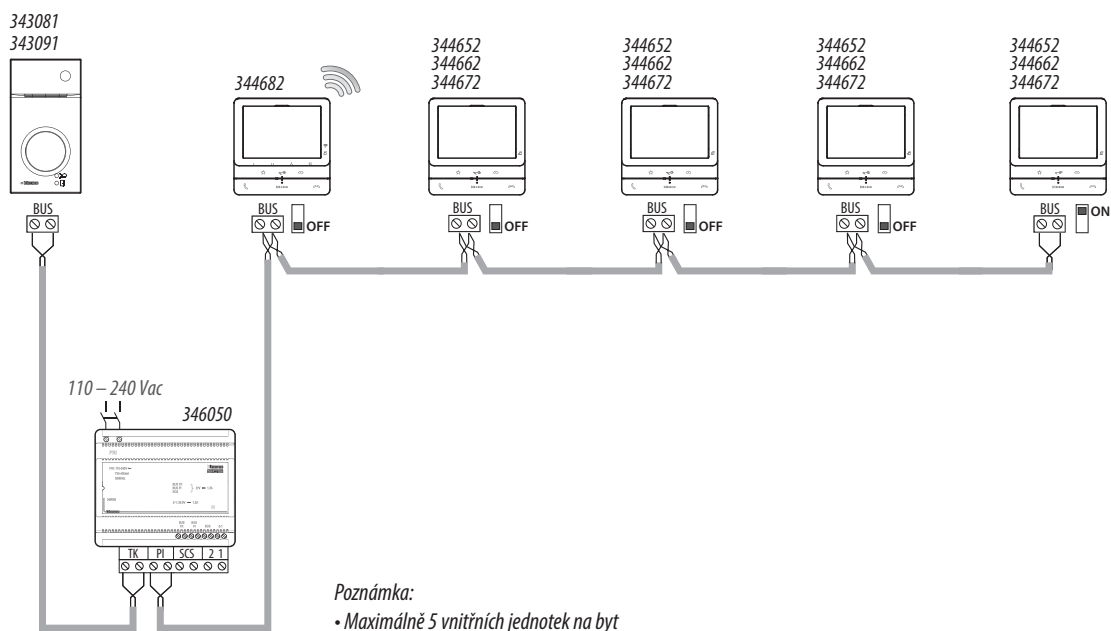 343081
343091
344682
344652
344662
344672
344652
344662
344672
344652
344662
344672
344652
344662
344672
BUS
BUS
OFF
BUS
OFF
BUS
OFF
BUS
OFF
BUS
ON
110 – 240 Vac
346050
TK PI SCS 2 1
Poznámka:
• Maximálně 5 vnitřních jednotek na byt